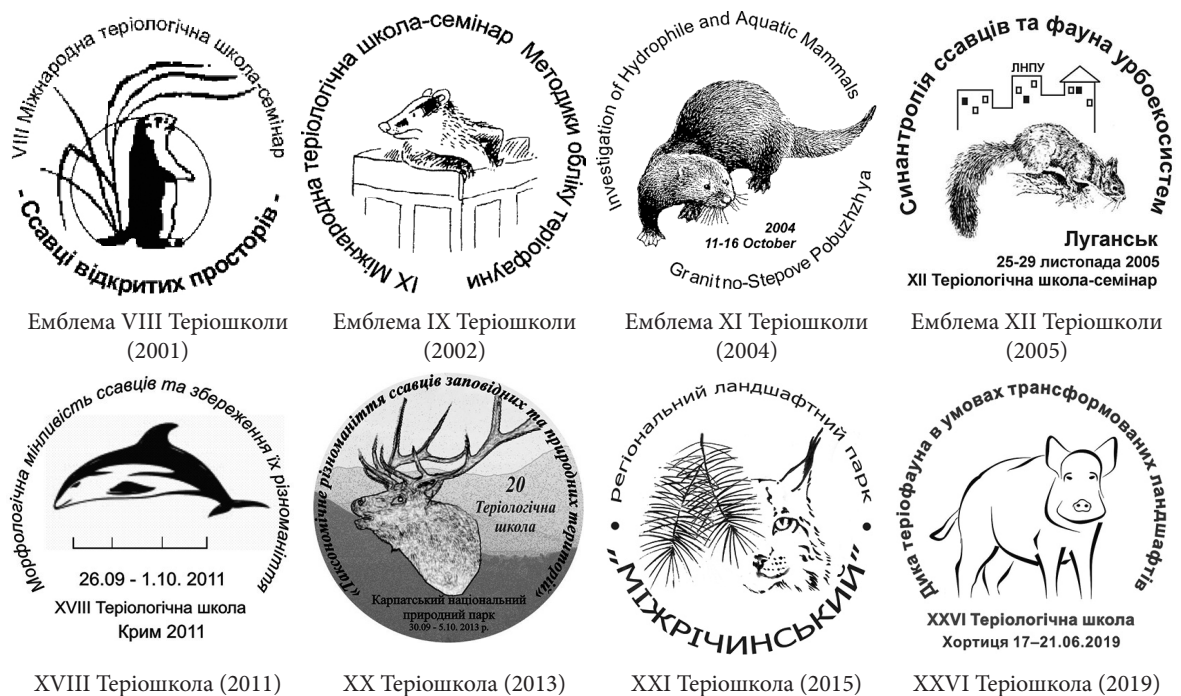 VIII Міжнародна теріологічна школа-семінар
- Ссавці відкритих просторів -
Емблема VIII Теріошколи
(2001)
IX Міжнародна теріологічна школа-семінар
Методики обліку теріофауни
Емблема IX Теріошколи
(2002)
Investigation of Hydrophile and Aquatic Mammals
2004
11-16 October
Granitno-Stepove Pobuzhzhya
Емблема XI Теріошколи
(2004)
Синантропія ссавців та фауна урбоекосистем
ЛНПУ
Луганськ
25-29 листопада 2005
XII Теріологічна школа-семінар
Емблема XII Теріошколи
(2005)
Морфологічна мінливість ссавців та збереження їх різноманіття
26.09 - 1.10. 2011
XVIII Теріологічна школа
Крим 2011
XVIII Теріошкола (2011)
«Таксономічне різноманіття ссавців заповідних та природних територій»
20
Теріологічна
школа
Карпатський національний
природний парк
30.09 - 5.10. 2013 р.
XX Теріошкола (2013)
• Регіональний ландшафтний парк •
„МІЖРІЧИНСЬКИЙ“
XXI Теріошкола (2015)
Дика теріофауна в умовах трансформованих ландшафтів
XXVI Теріологічна школа
Хортиця 17–21.06.2019
XXVI Теріошкола (2019)